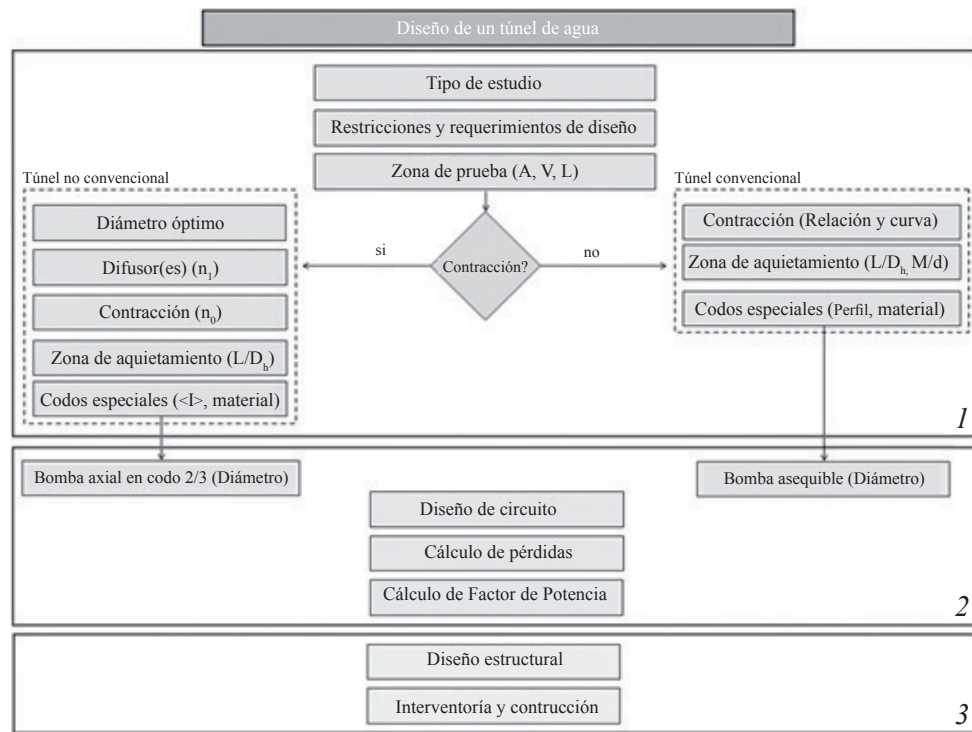 Diseño de un túnel de agua
Tipo de estudio
Restricciones y requerimientos de diseño
Zona de prueba (A, V, L)
Túnel no convencional
Diámetro óptimo
Difusor(es) (n₁)
Contracción (n₀)
Zona de aquietamiento (L/Dₕ)
Codos especiales (<I>, material)
si
Contracción?
no
Túnel convencional
Contracción (Relación y curva)
Zona de aquietamiento (L/Dₕ, M/d)
Codos especiales (Perfil, material)
1
Bomba axial en codo 2/3 (Diámetro)
Bomba asequible (Diámetro)
Diseño de circuito
Cálculo de pérdidas
Cálculo de Factor de Potencia
2
Diseño estructural
Interventoría y contrucción
3